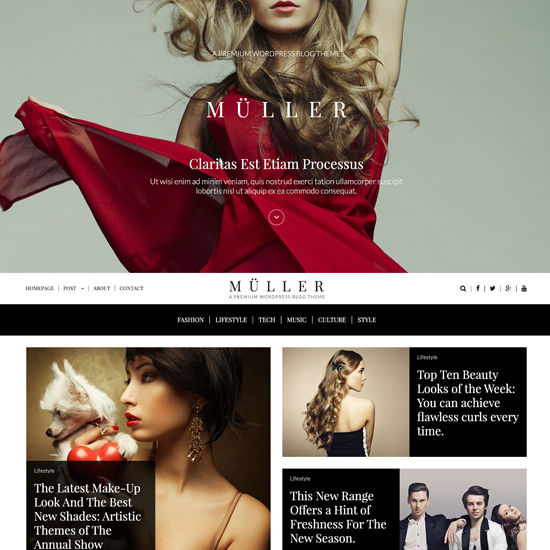 A PREMIUM WORDPRESS BLOG THEME
MÜLLER
Claritas Est Etiam Processus
Ut wisi enim ad minim veniam, quis nostrud exerci tation ullamcorper suscipit
lobortis nisl ut aliquip ex ea commodo consequat.
HOMEPAGE | POST | ABOUT | CONTACT
MÜLLER
A PREMIUM WORDPRESS BLOG THEME
FASHION | LIFESTYLE | TECH | MUSIC | CULTURE | STYLE
Lifestyle
The Latest Make-Up
Look And The Best
New Shades: Artistic
Themes of The
Annual Show
Lifestyle
Top Ten Beauty
Looks of the Week:
You can achieve
flawless curls every
time.
Lifestyle
This New Range
Offers a Hint of
Freshness For The
New Season.